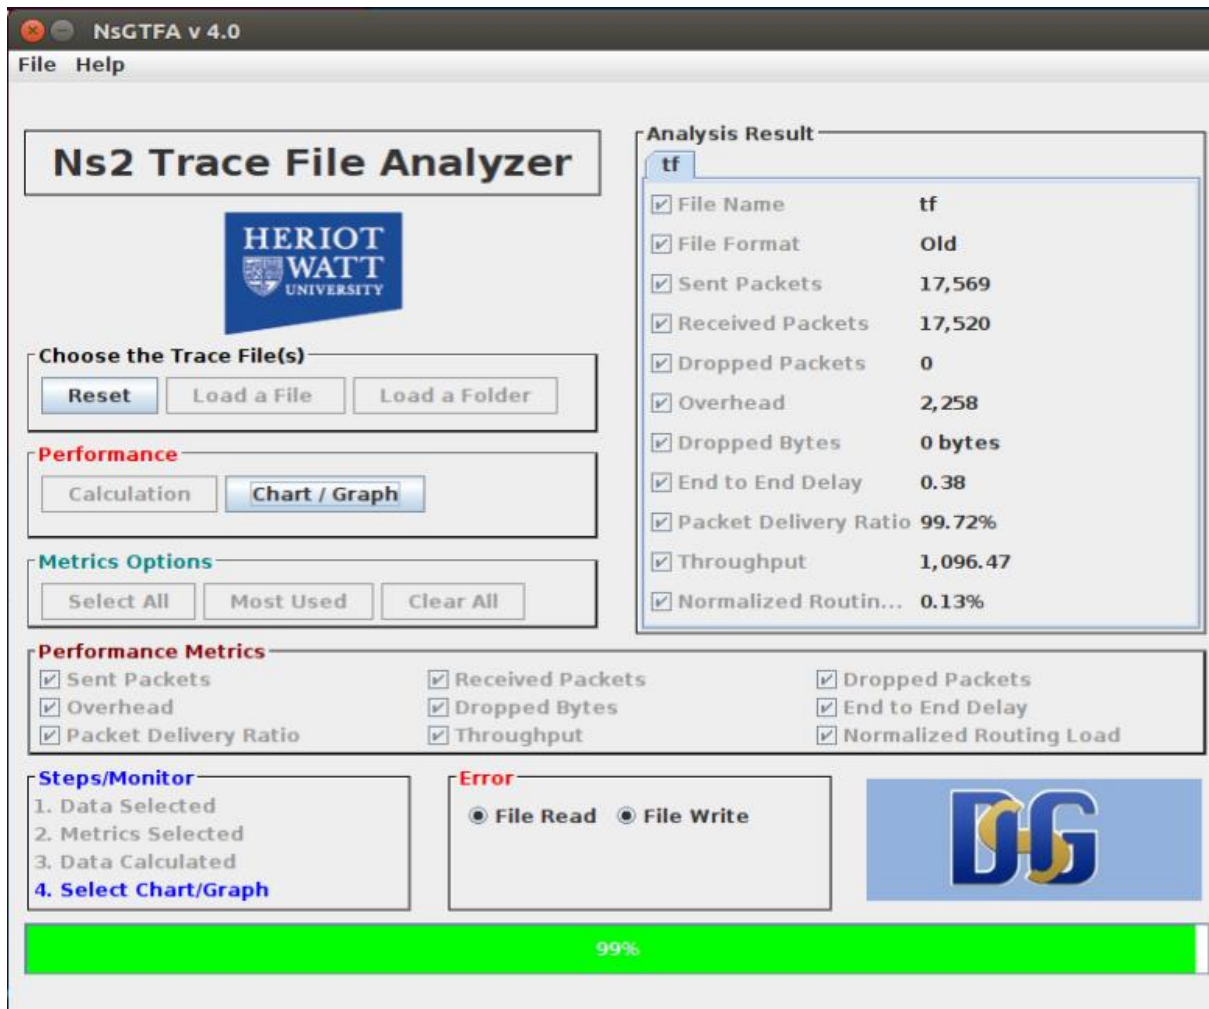 NsGTFA v 4.0
File Help
Ns2 Trace File Analyzer
HERIOT
WATT
UNIVERSITY
Choose the Trace File(s)
Reset Load a File Load a Folder
Performance
Calculation Chart / Graph
Metrics Options
Select All Most Used Clear All
Analysis Result
tf
File Name tf
File Format Old
Sent Packets 17,569
Received Packets 17,520
Dropped Packets 0
Overhead 2,258
Dropped Bytes 0 bytes
End to End Delay 0.38
Packet Delivery Ratio 99.72%
Throughput 1,096.47
Normalized Routin... 0.13%
Performance Metrics
Sent Packets Received Packets Dropped Packets
Overhead Dropped Bytes End to End Delay
Packet Delivery Ratio Throughput Normalized Routing Load
Steps/Monitor
1. Data Selected
2. Metrics Selected
3. Data Calculated
4. Select Chart/Graph
Error
File Read File Write
DSG
99%